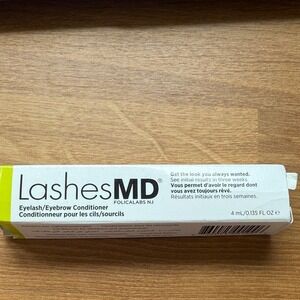 LashesMD®
FOLICALABS NJ
Eyelash/Eyebrow Conditioner
Conditionneur pour les cils/sourcils
Get the look you always wanted.
See initial results in three weeks.
Vous permet d'avoir le regard dont
vous avez toujours rêvé.
Résultats initiaux en trois semaines.
4 mL/0.135 FL OZ ℮